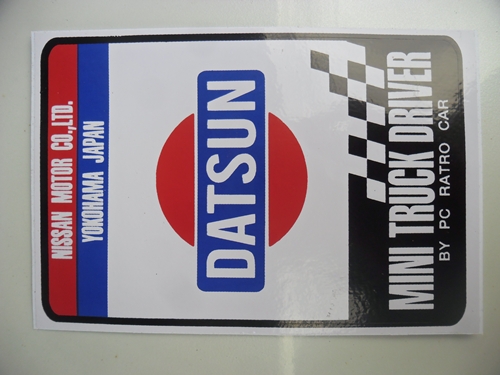 NISSAN MOTOR CO.,LTD.
YOKOHAMA JAPAN
DATSUN
MINI TRUCK DRIVER
BY PC RATRO CAR